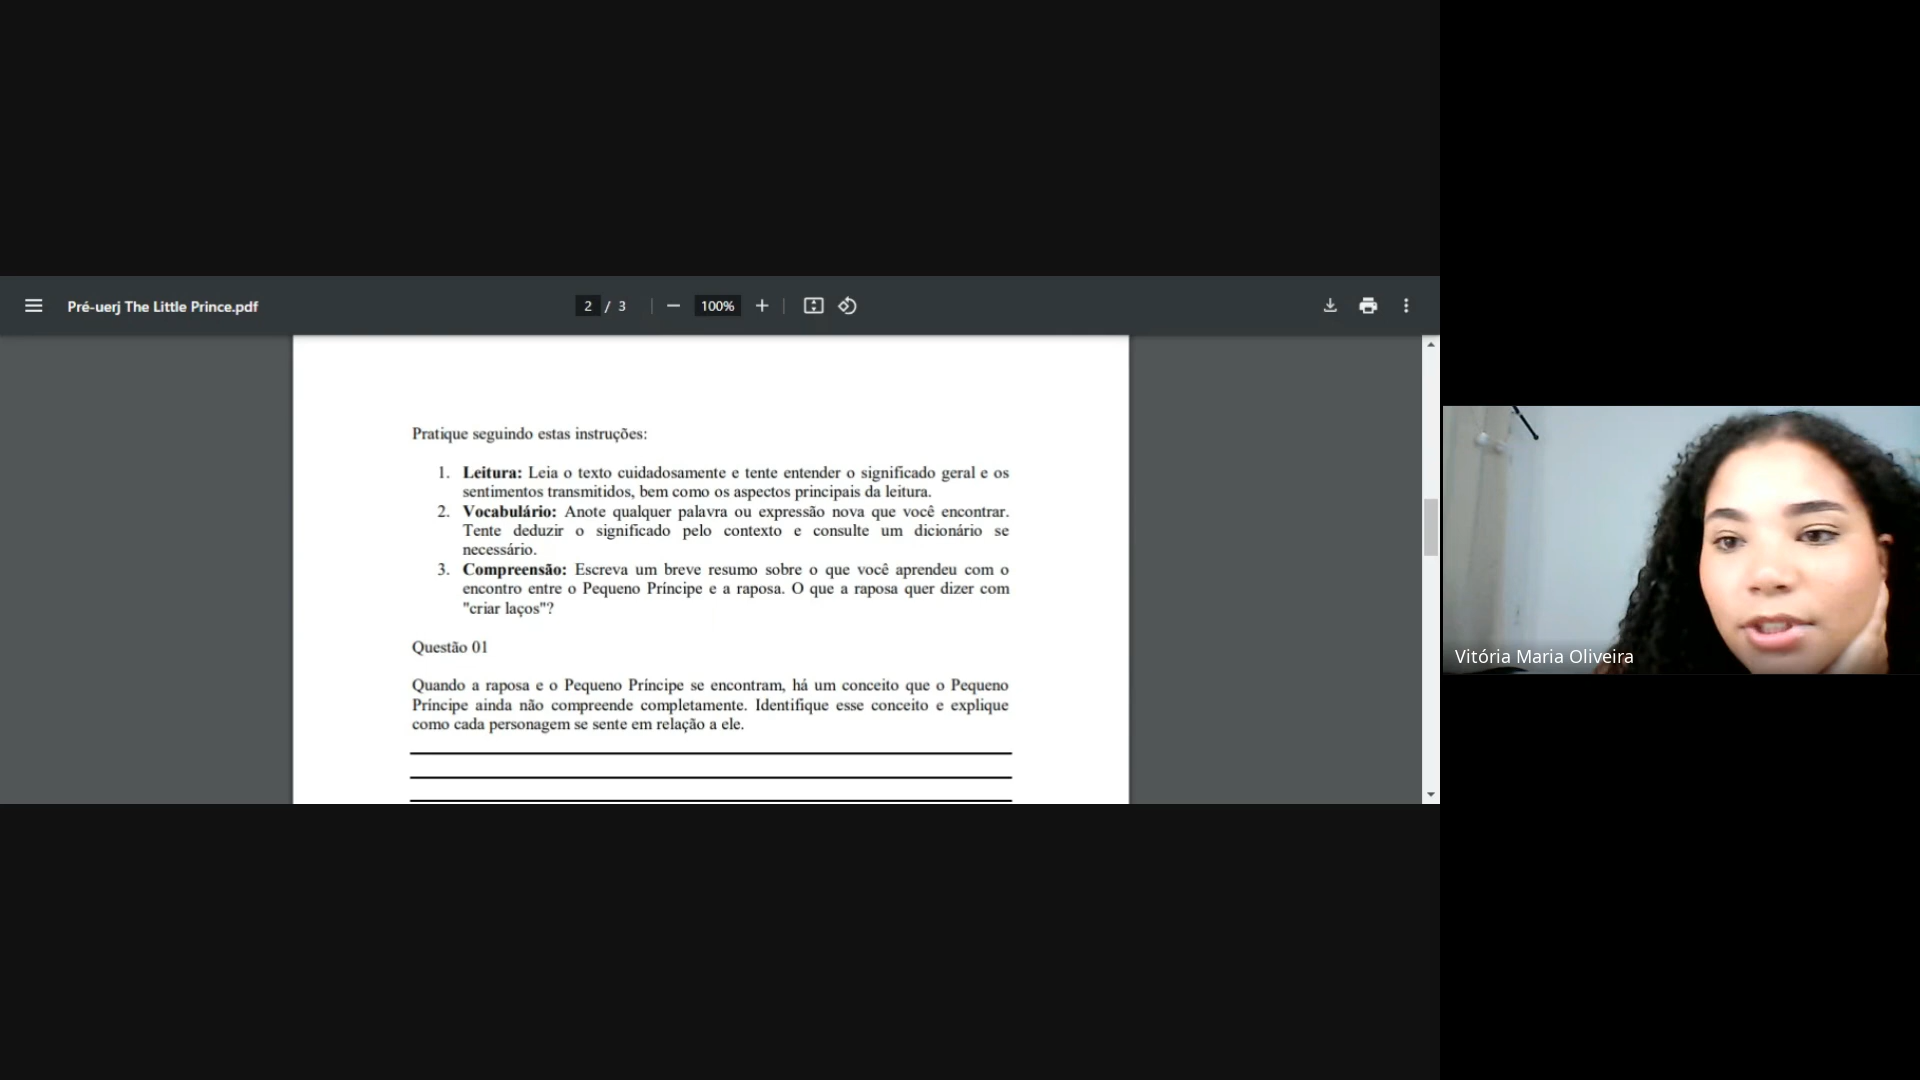 Pré-uerj The Little Prince.pdf
2 / 3
100%
Pratique seguindo estas instruções:
1. Leitura: Leia o texto cuidadosamente e tente entender o significado geral e os
sentimentos transmitidos, bem como os aspectos principais da leitura.
2. Vocabulário: Anote qualquer palavra ou expressão nova que você encontrar.
Tente deduzir o significado pelo contexto e consulte um dicionário se
necessário.
3. Compreensão: Escreva um breve resumo sobre o que você aprendeu com o
encontro entre o Pequeno Príncipe e a raposa. O que a raposa quer dizer com
"criar laços"?
Questão 01
Quando a raposa e o Pequeno Príncipe se encontram, há um conceito que o Pequeno
Príncipe ainda não compreende completamente. Identifique esse conceito e explique
como cada personagem se sente em relação a ele.
Vitória Maria Oliveira